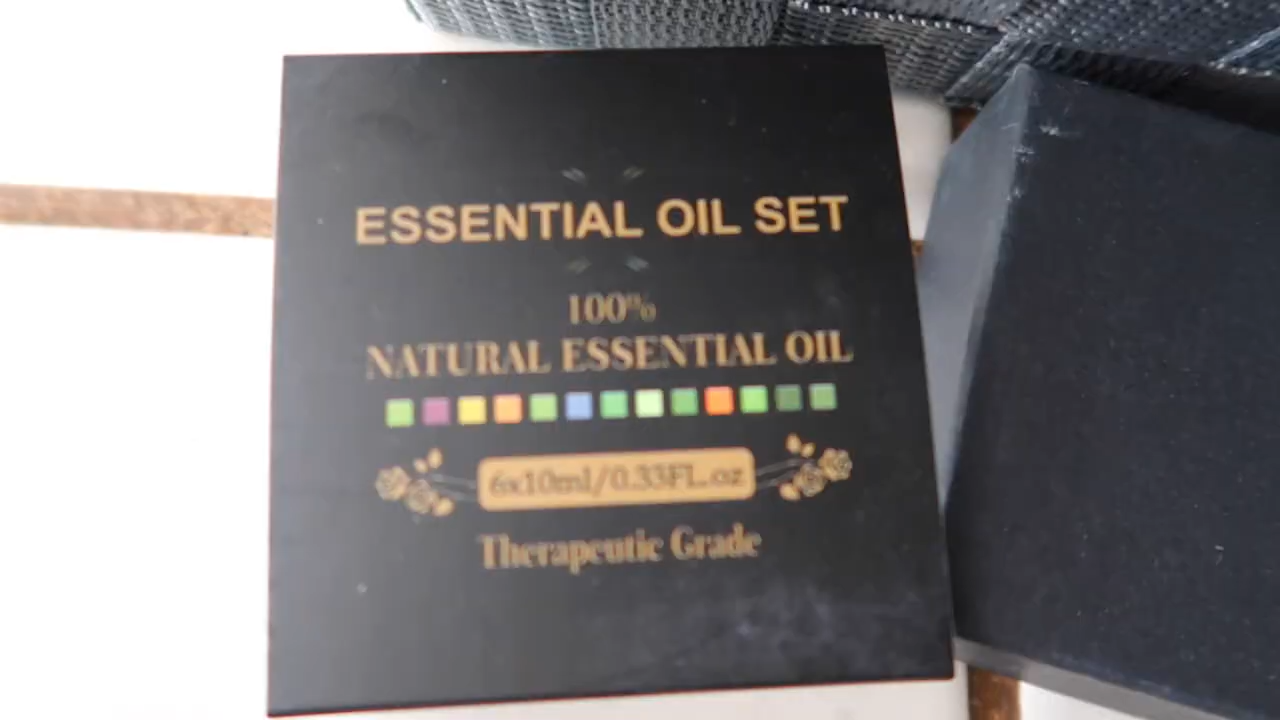 ESSENTIAL OIL SET
100%
NATURAL ESSENTIAL OIL
6x10ml/0.33FL.oz
Therapeutic Grade